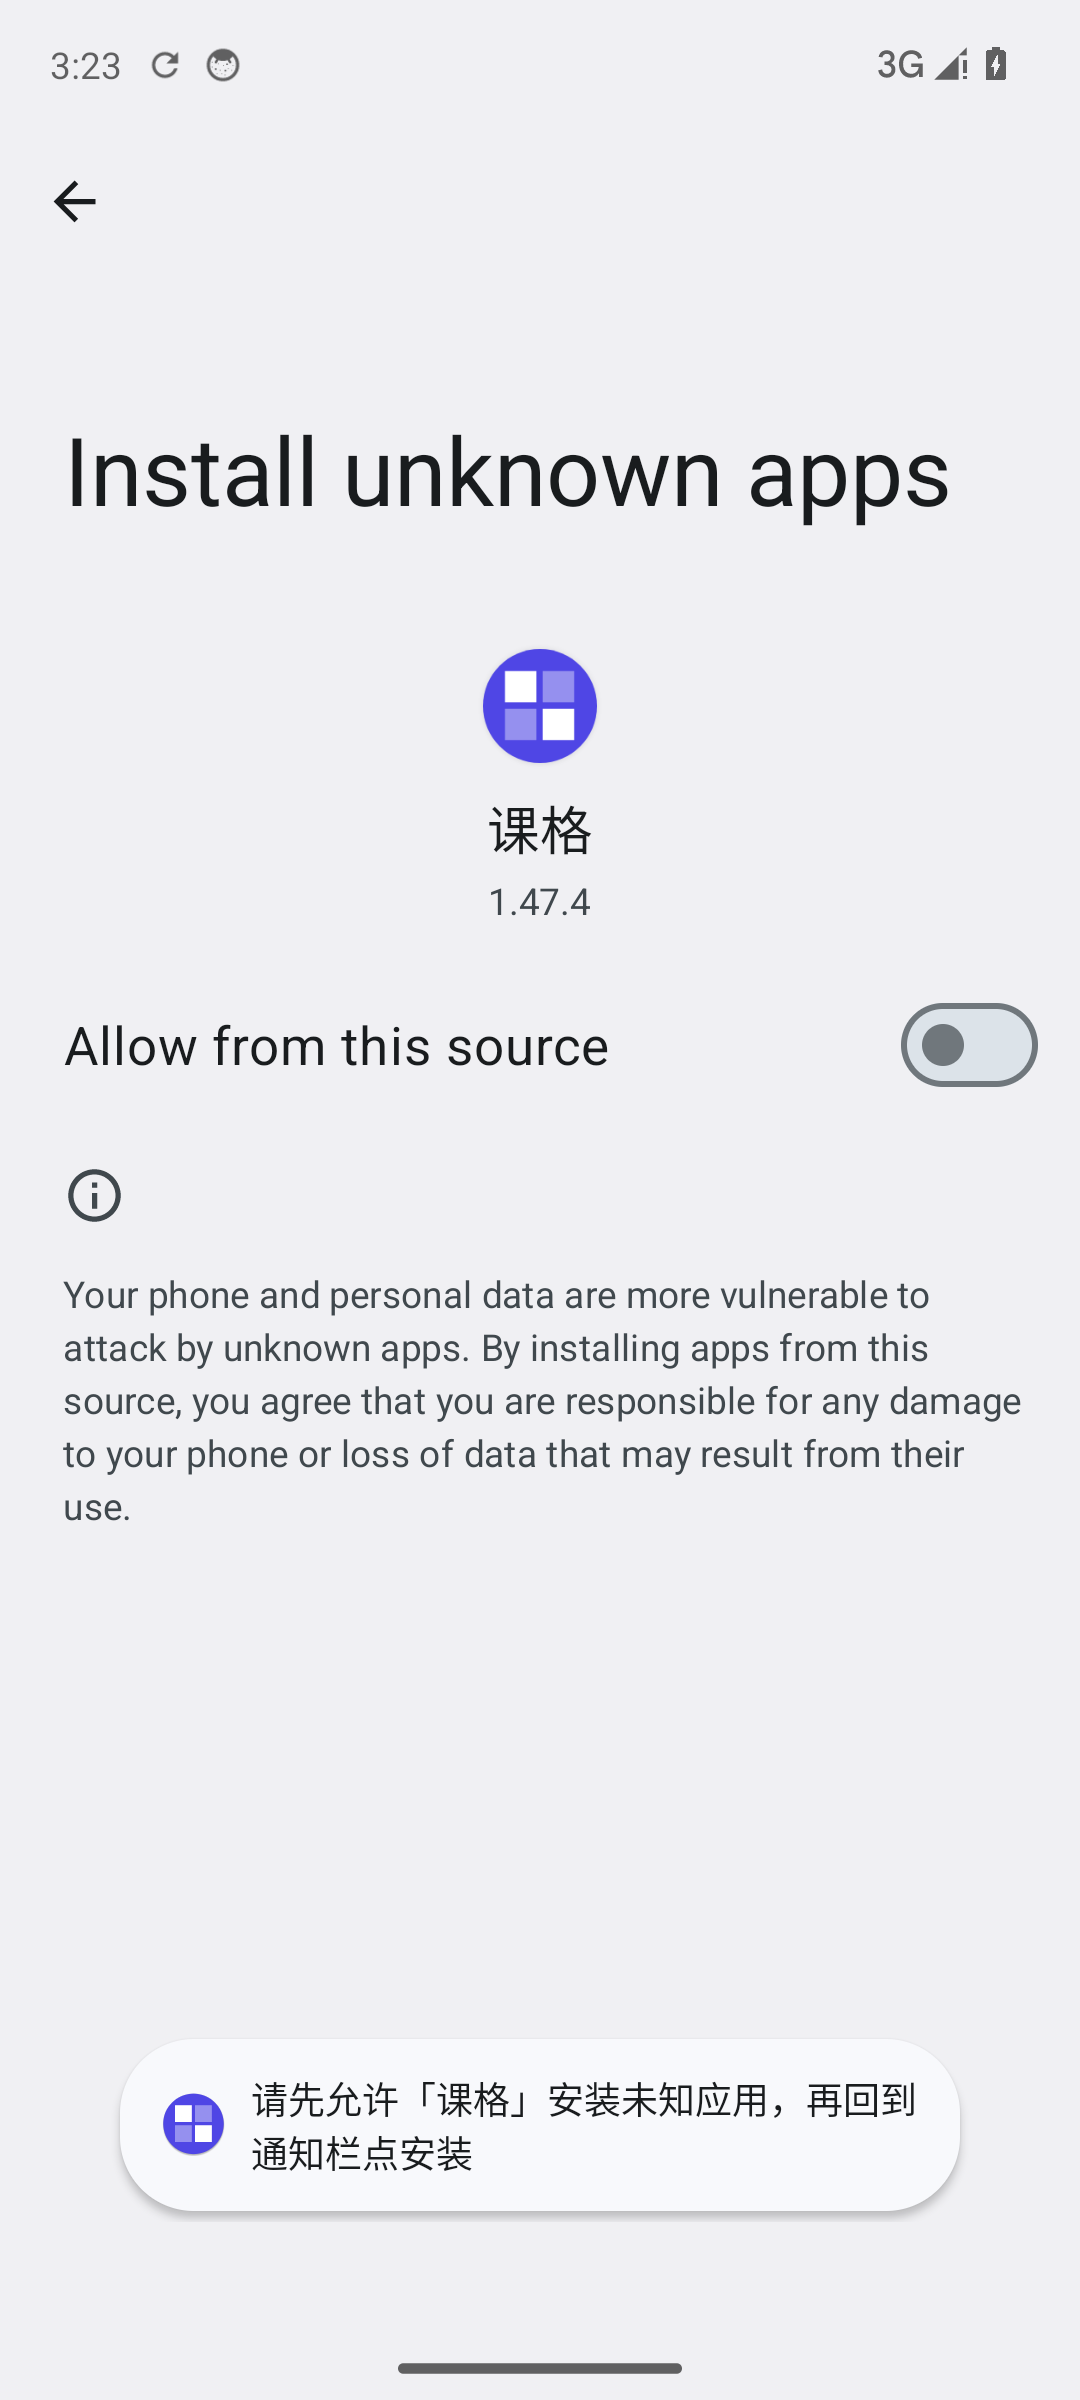 3:23
3G
Install unknown apps
课格
1.47.4
Allow from this source
Your phone and personal data are more vulnerable to
attack by unknown apps. By installing apps from this
source, you agree that you are responsible for any damage
to your phone or loss of data that may result from their
use.
请先允许「课格」安装未知应用，再回到
通知栏点安装